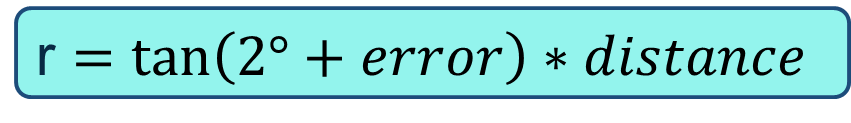 r = tan(2° + error) * distance